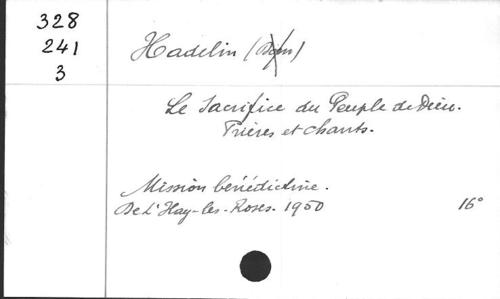 328
241
3
Hadelin (Dom)
Le Sacrifice du Peuple de Dieu.
Prières et chants.
Mission bénédictine.
De L'Hay-les-Roses. 1950
16°